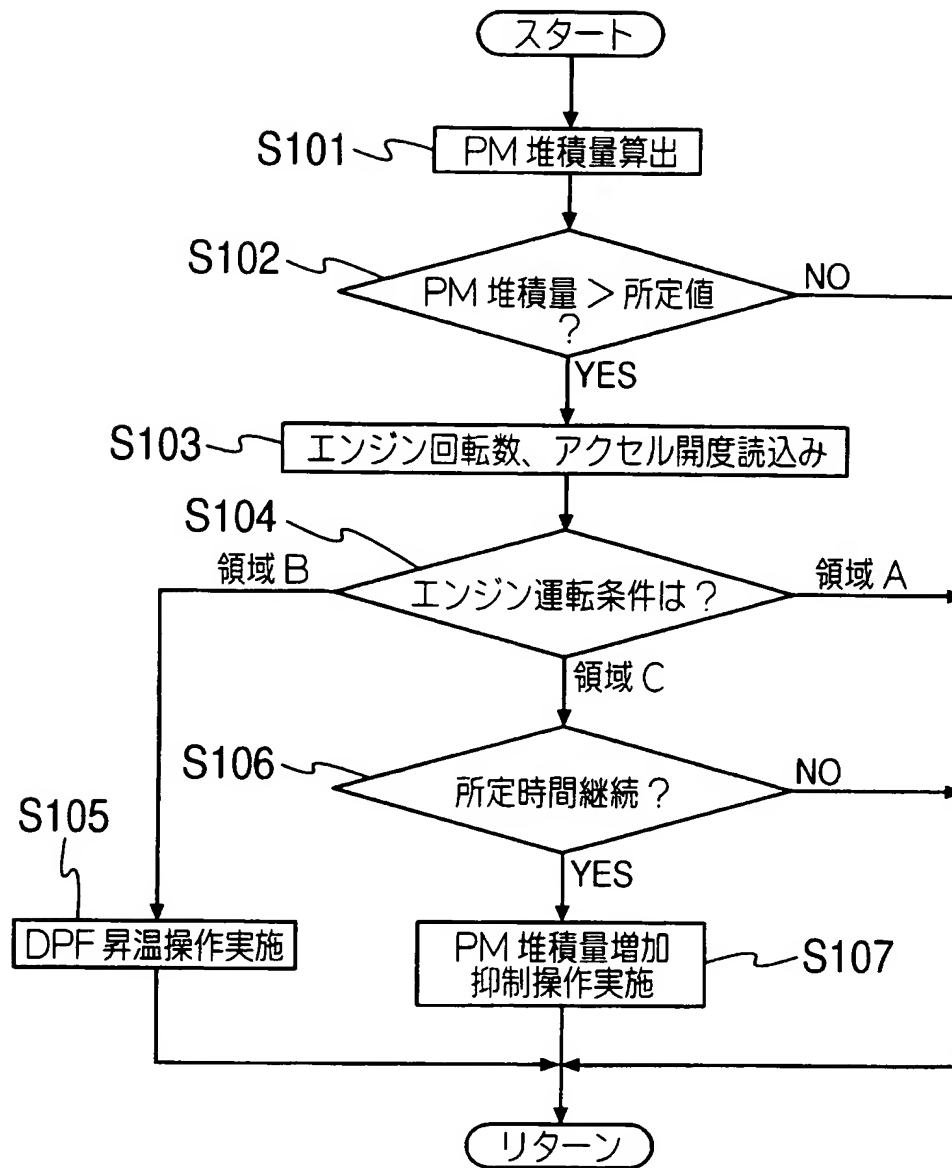 スタート
S101
PM 堆積量算出
S102
PM 堆積量 > 所定値
?
NO
YES
S103
エンジン回転数、アクセル開度読込み
S104
領域 B
エンジン運転条件は?
領域 A
領域 C
S106
所定時間継続?
NO
YES
S105
DPF 昇温操作実施
PM 堆積量増加
抑制操作実施
S107
リターン